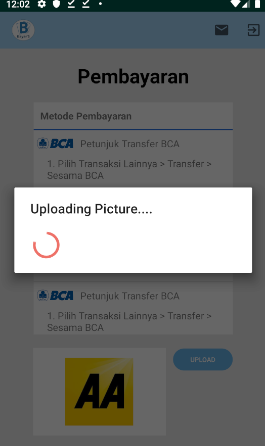 12:02
B
Pembayaran
Metode Pembayaran
BCA Petunjuk Transfer BCA
1. Pilih Transaksi Lainnya > Transfer >
Sesama BCA
Uploading Picture....
BCA Petunjuk Transfer BCA
1. Pilih Transaksi Lainnya > Transfer >
Sesama BCA
AA
UPLOAD